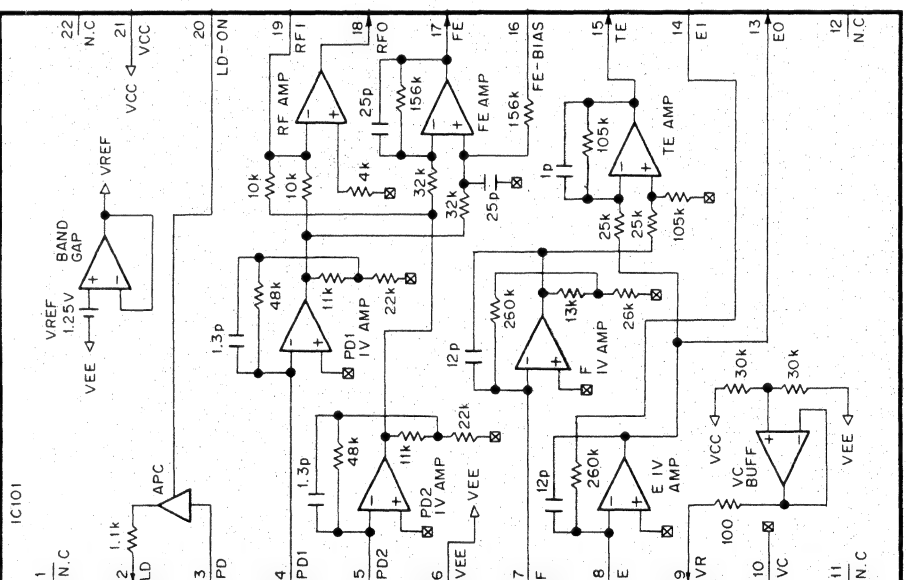 22
N.C
21
VCC
20
LD-ON
19
RFI
18
RFO
17
FE
16
FE-BIAS
15
TE
14
EI
13
EO
12
N.C
VCC
VREF
BAND
GAP
VREF
1.25V
VEE
RF AMP
10k
10k
4k
25p
156k
FE AMP
32k
32k
25p
156k
1p
105k
TE AMP
25k
25k
105k
1.3p
48k
11k
22k
PD1
IV AMP
12p
260k
13k
26k
F
IV AMP
1.3p
48k
11k
22k
PD2
IV AMP
VEE
12p
260k
E IV
AMP
VCC
30k
30k
VC
BUFF
VEE
100
IC101
APC
1.1k
1
N.C
2
LD
3
PD
4
PD1
5
PD2
6
VEE
7
F
8
E
9
VR
10
VC
11
N.C